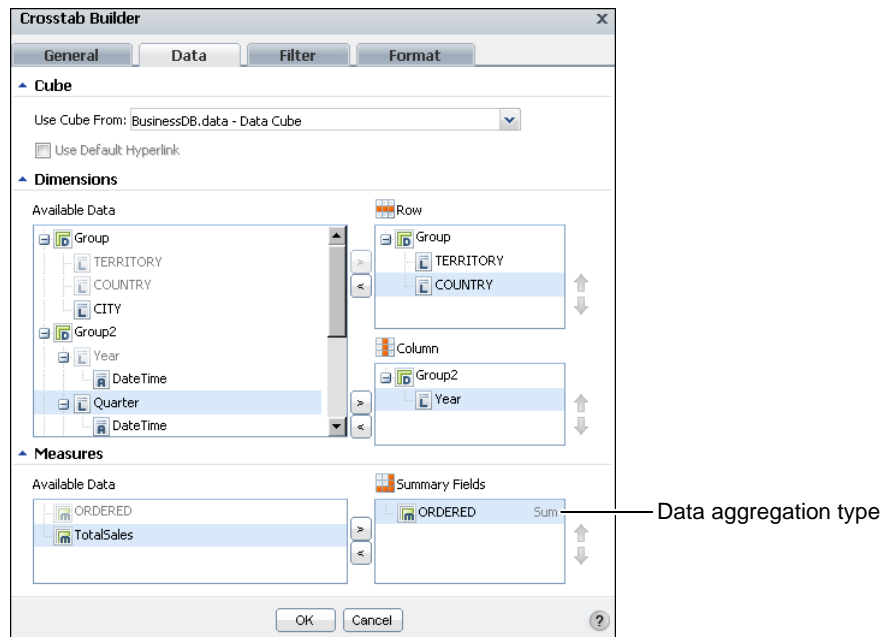 Crosstab Builder x
General Data Filter Format
Cube
Use Cube From: BusinessDB.data - Data Cube
Use Default Hyperlink
Dimensions
Available Data
Group
TERRITORY
COUNTRY
CITY
Group2
Year
DateTime
Quarter
DateTime
>
<
>
<
Row
Group
TERRITORY
COUNTRY
Column
Group2
Year
Measures
Available Data
ORDERED
TotalSales
>
<
Summary Fields
ORDERED Sum
Data aggregation type
OK Cancel ?